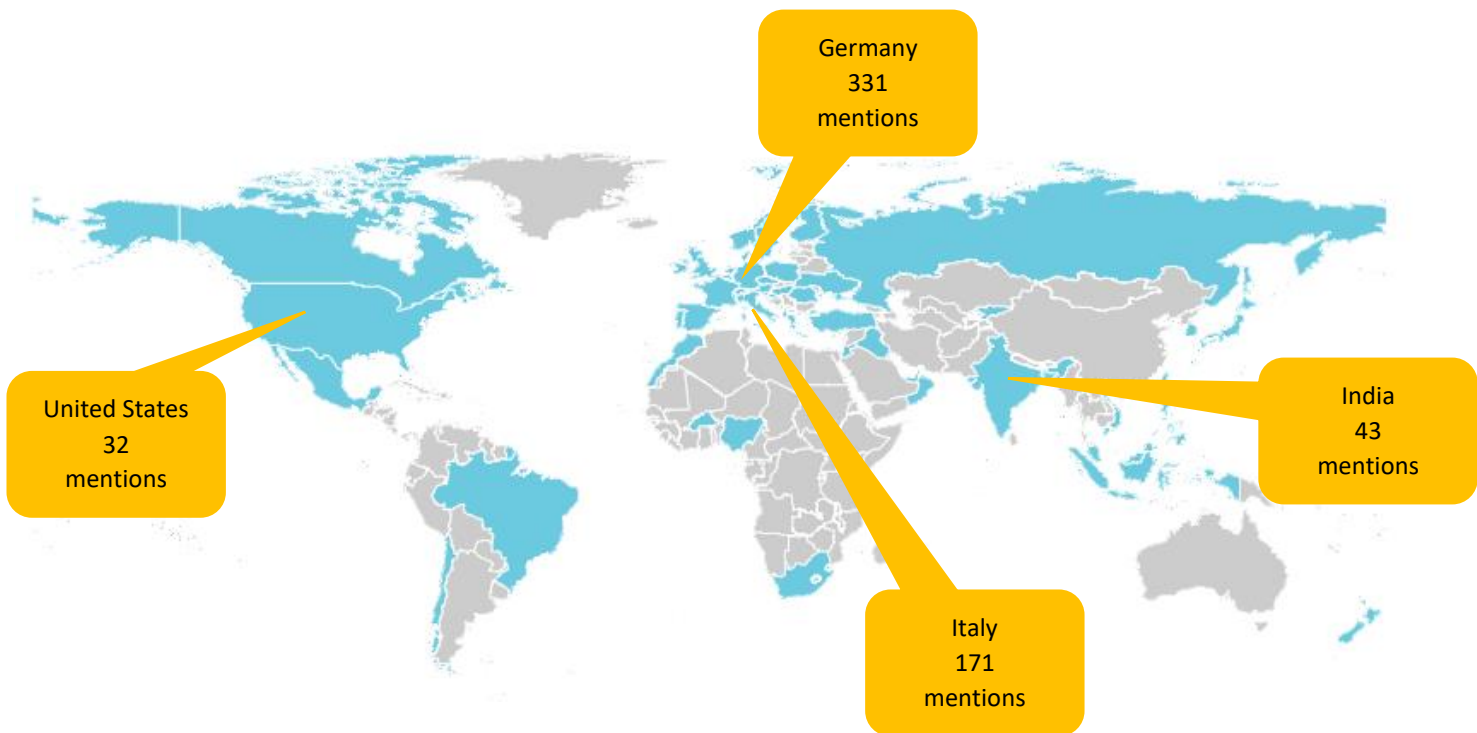 Germany
331
mentions
United States
32
mentions
India
43
mentions
Italy
171
mentions